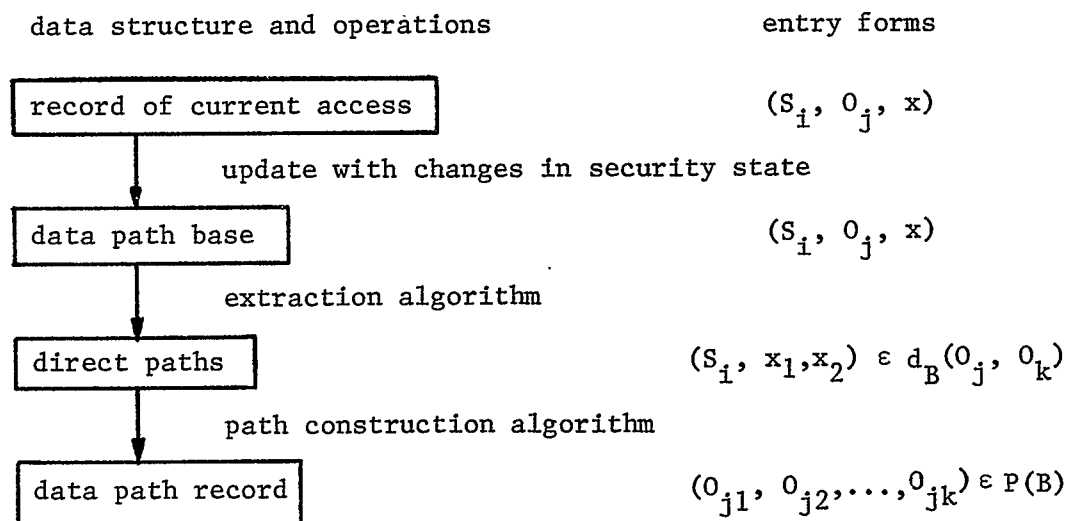 data structure and operations entry forms
record of current access (S_i, O_j, x)
update with changes in security state
data path base (S_i, O_j, x)
extraction algorithm
direct paths (S_i, x_1,x_2) ε d_B(O_j, O_k)
path construction algorithm
data path record (O_j1, O_j2,...,O_jk) ε P(B)